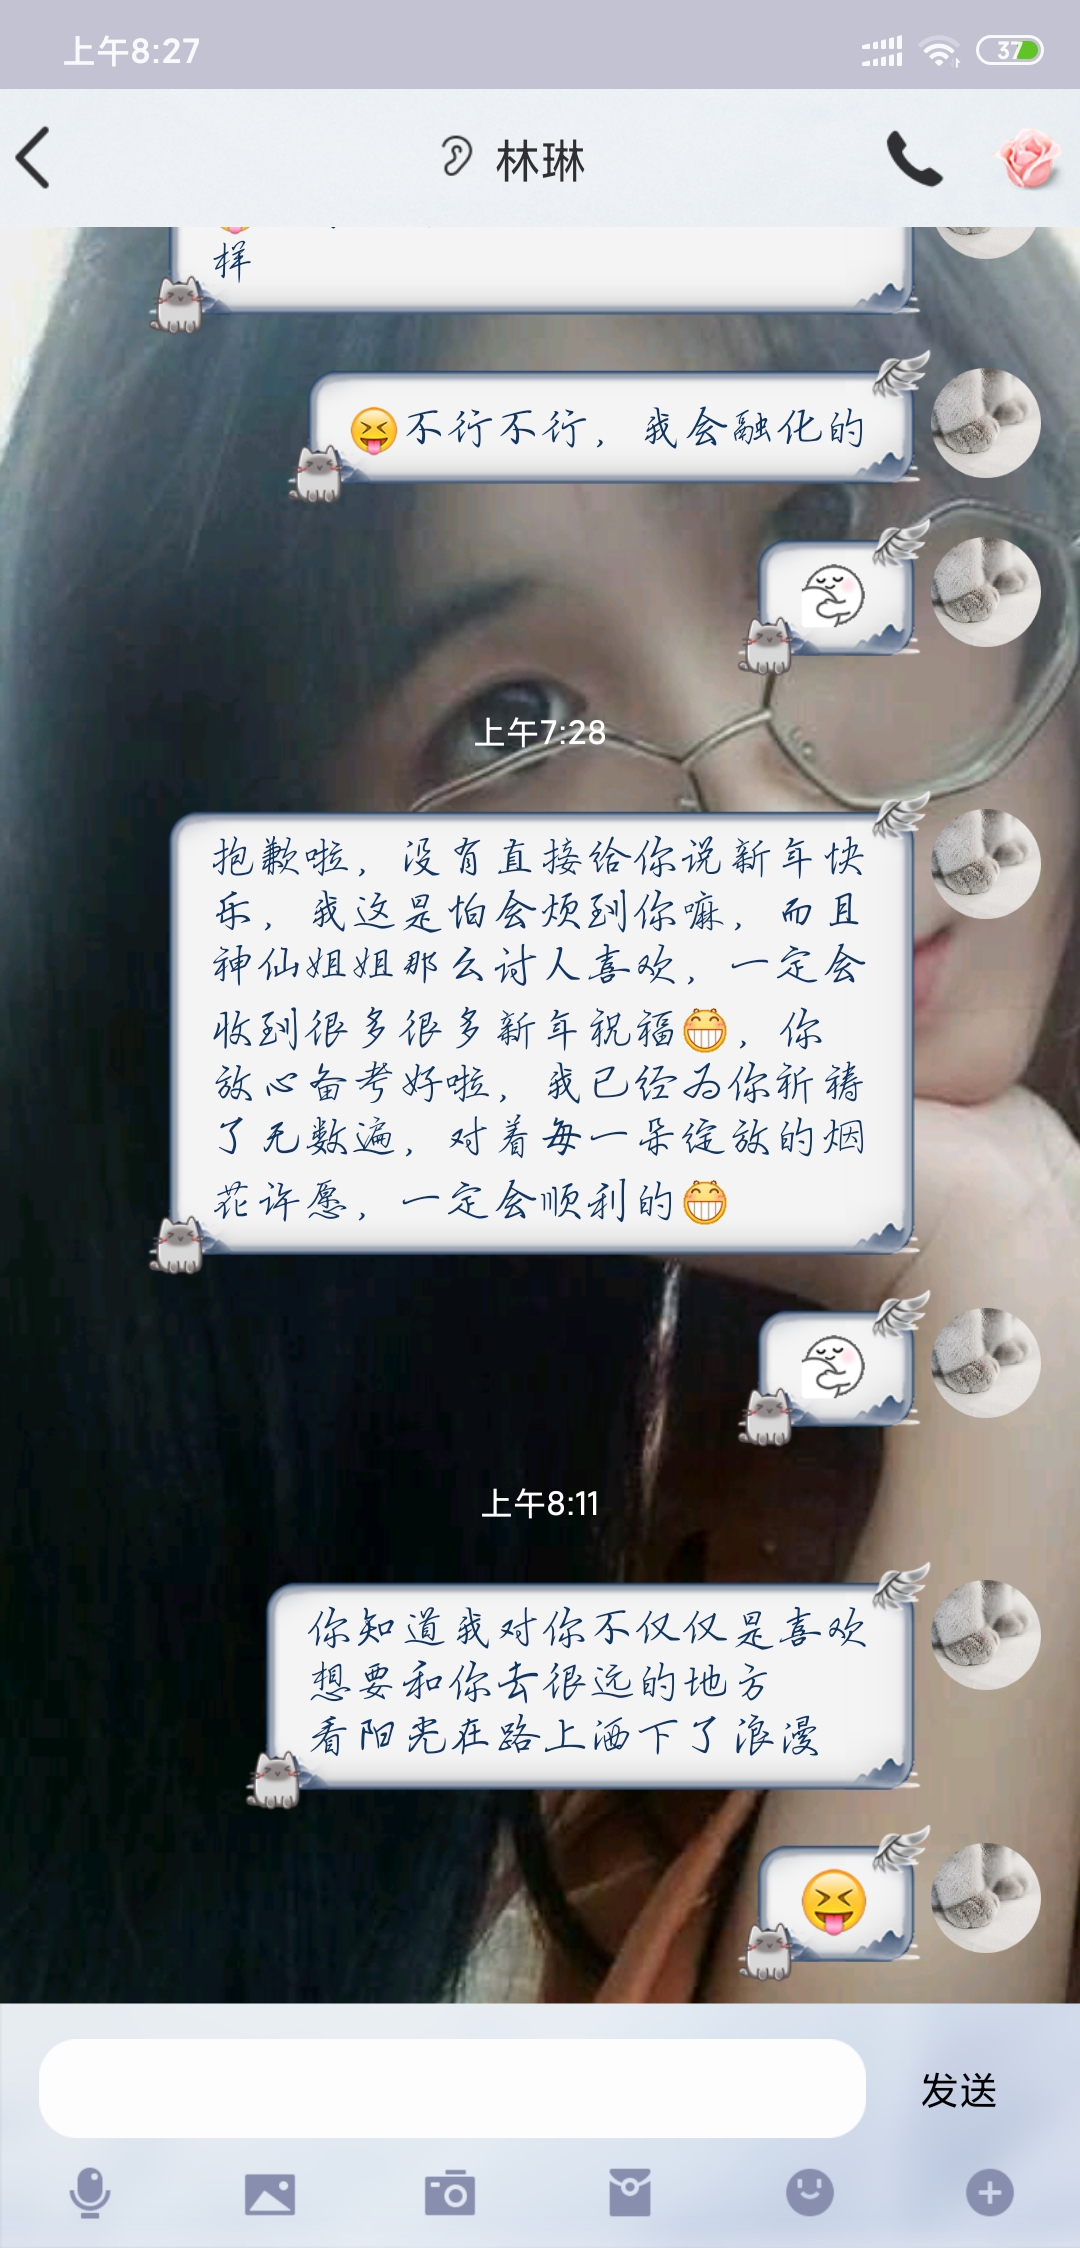 上午8:27
37
林琳
样
不行不行，我会融化的
上午7:28
抱歉啦，没有直接给你说新年快
乐，我这是怕会烦到你嘛，而且
神仙姐姐那么讨人喜欢，一定会
收到很多很多新年祝福😁，你
放心备考好啦，我已经为你祈祷
了无数遍，对着每一朵绽放的烟
花许愿，一定会顺利的😁
上午8:11
你知道我对你不仅仅是喜欢
想要和你去很远的地方
看阳光在路上洒下了浪漫
发送